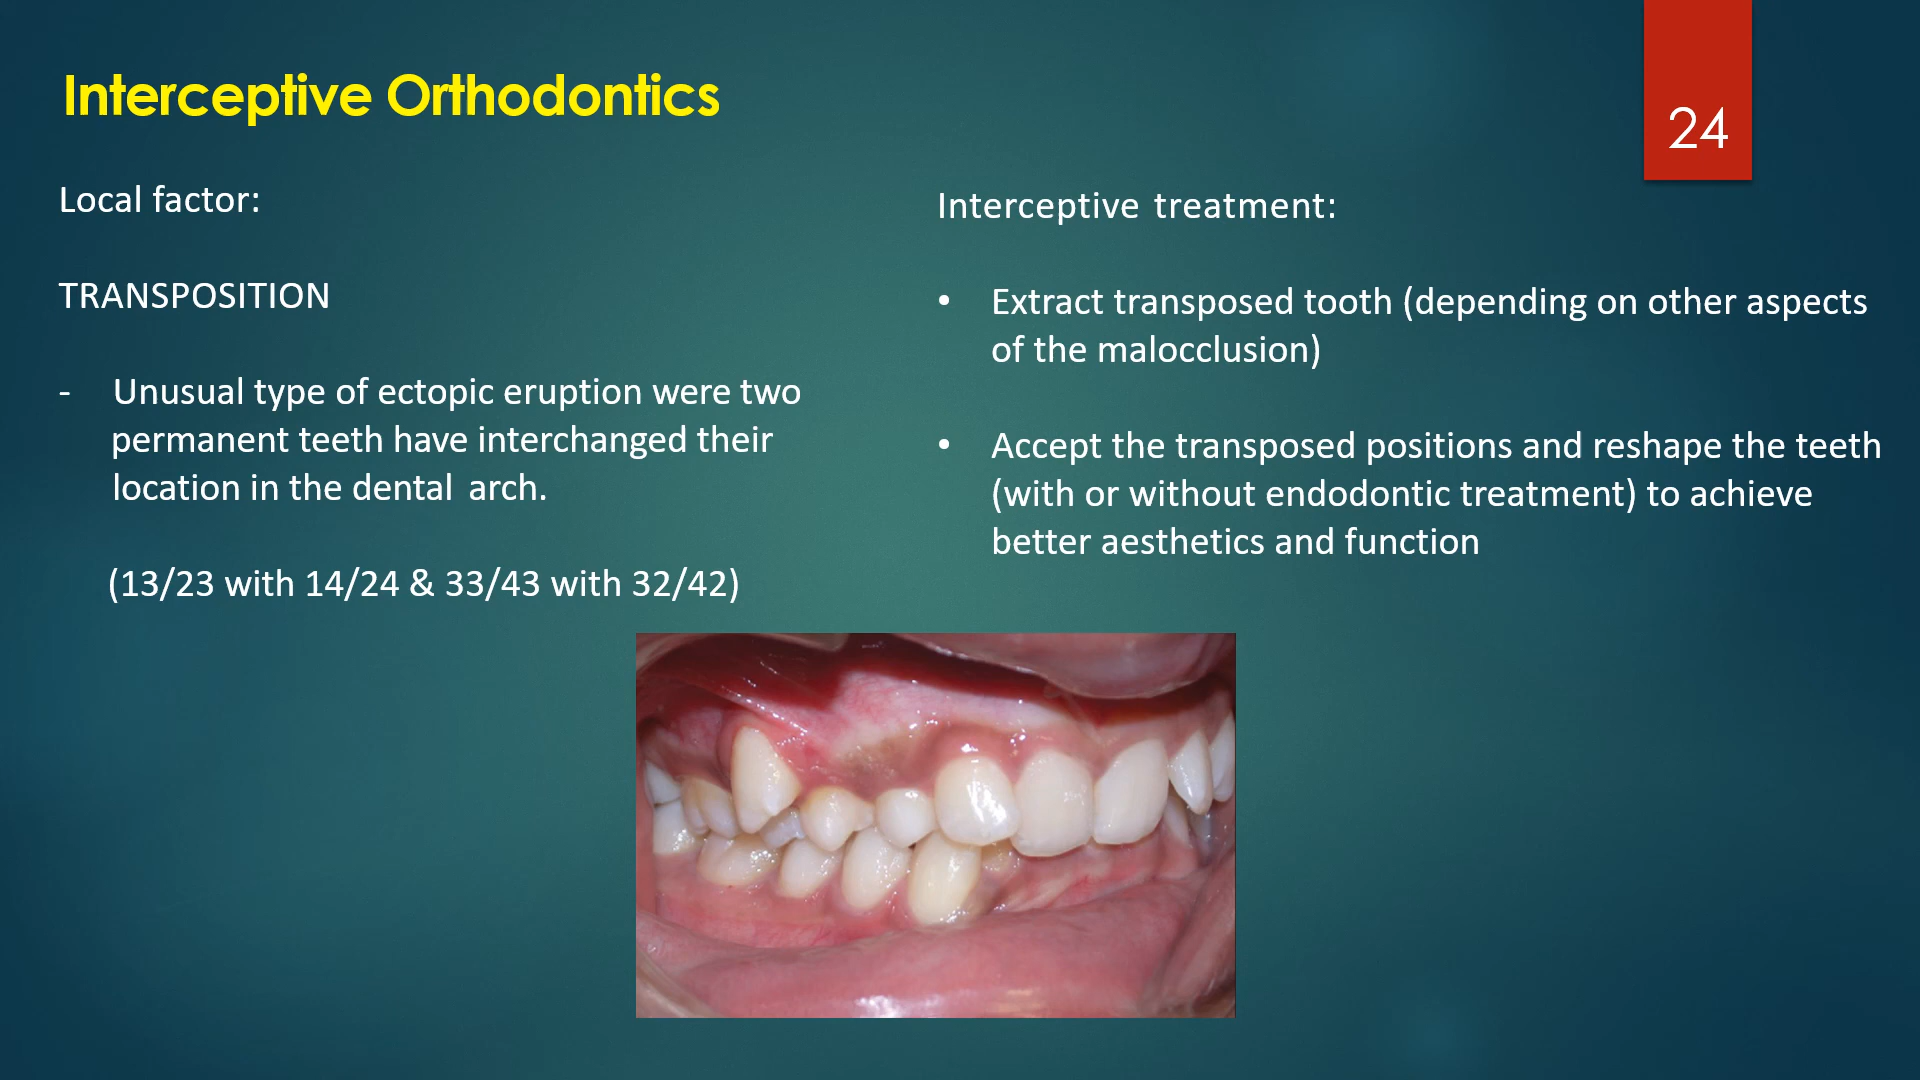 Interceptive Orthodontics
24
Local factor:
TRANSPOSITION
- Unusual type of ectopic eruption were two
permanent teeth have interchanged their
location in the dental arch.
(13/23 with 14/24 & 33/43 with 32/42)
Interceptive treatment:
• Extract transposed tooth (depending on other aspects
of the malocclusion)
• Accept the transposed positions and reshape the teeth
(with or without endodontic treatment) to achieve
better aesthetics and function